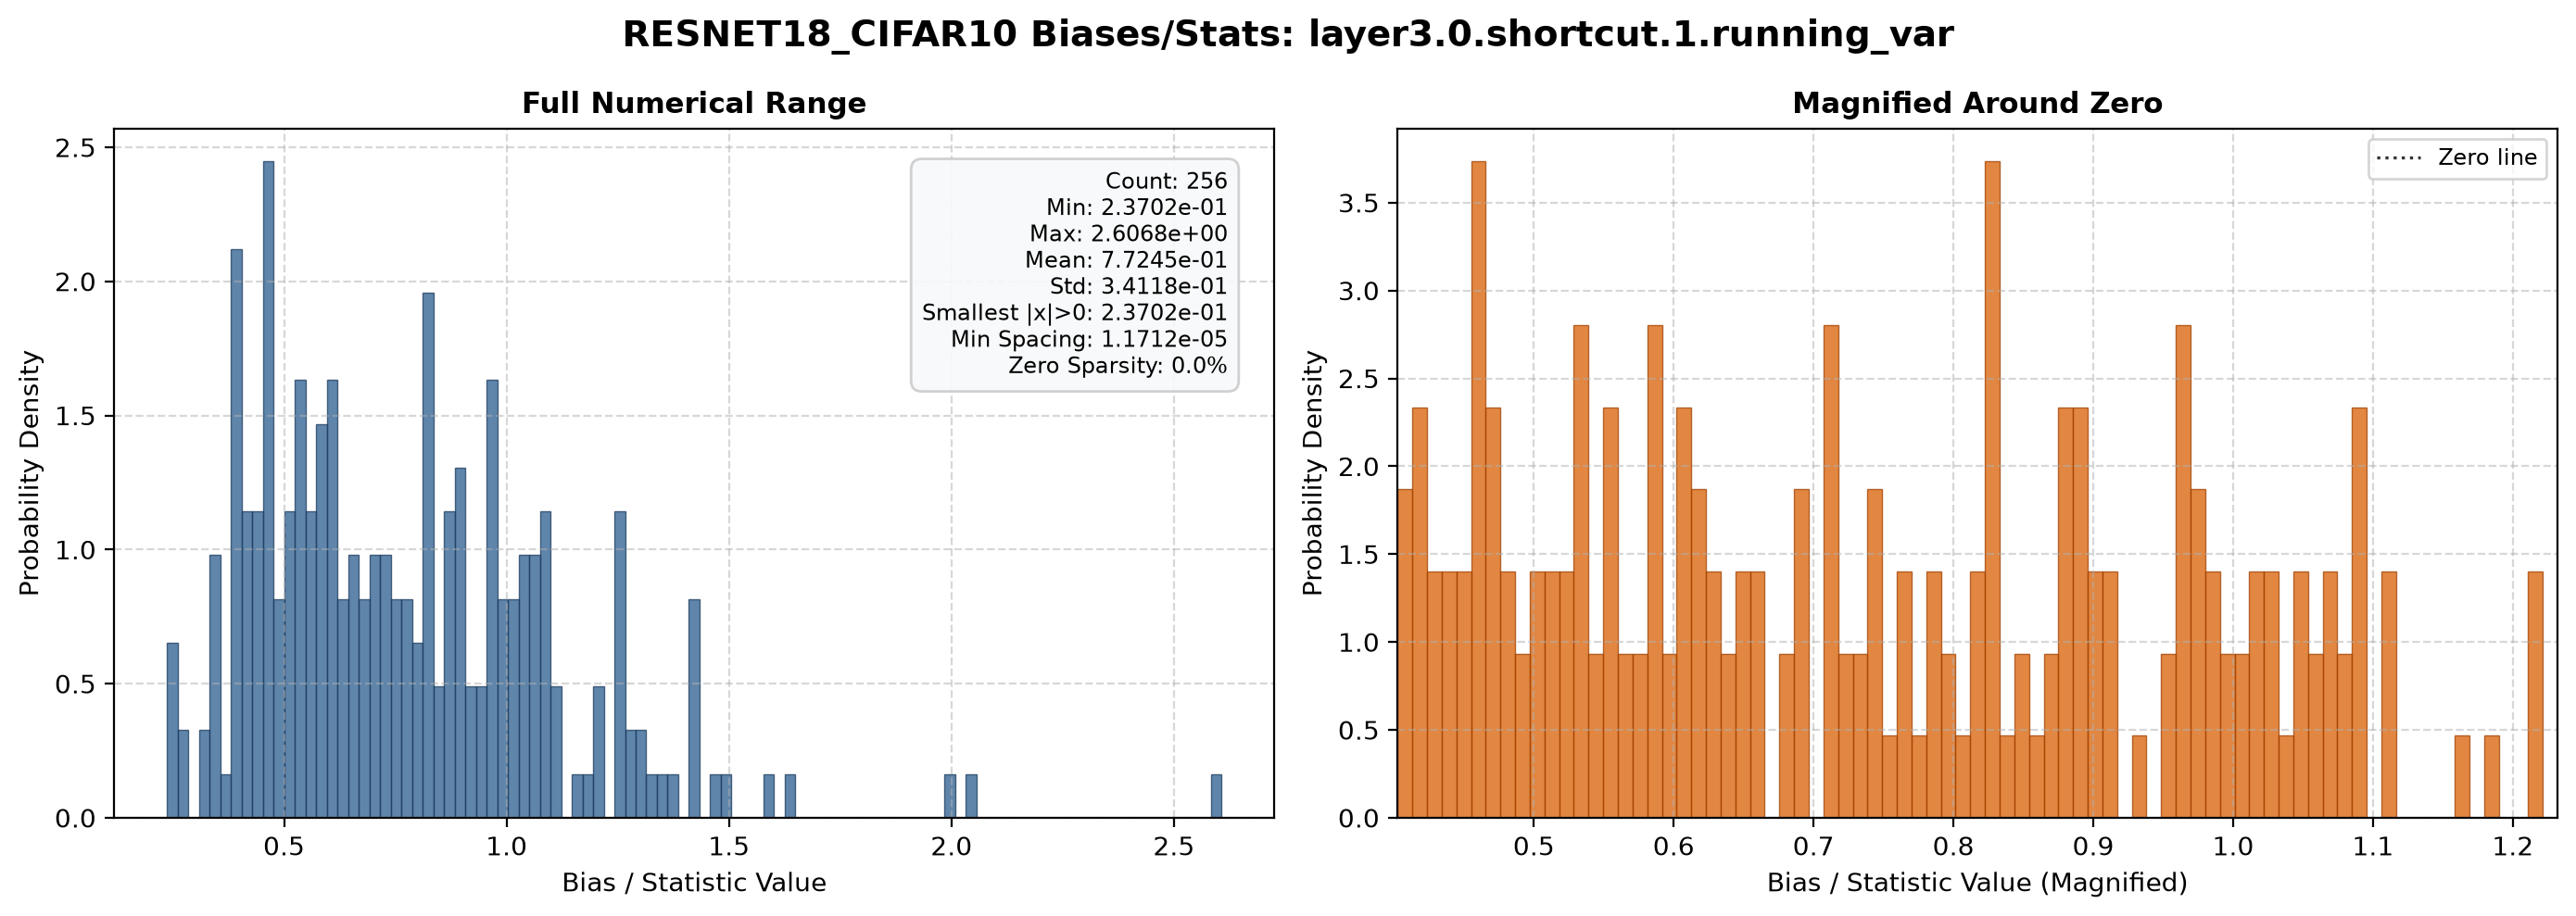 RESNET18_CIFAR10 Biases/Stats: layer3.0.shortcut.1.running_var
Full Numerical Range
Probability Density
2.5
2.0
1.5
1.0
0.5
0.0
Count: 256
Min: 2.3702e-01
Max: 2.6068e+00
Mean: 7.7245e-01
Std: 3.4118e-01
Smallest |x|>0: 2.3702e-01
Min Spacing: 1.1712e-05
Zero Sparsity: 0.0%
0.5 1.0 1.5 2.0 2.5
Bias / Statistic Value
Magnified Around Zero
Probability Density
3.5
3.0
2.5
2.0
1.5
1.0
0.5
0.0
Zero line
0.5 0.6 0.7 0.8 0.9 1.0 1.1 1.2
Bias / Statistic Value (Magnified)